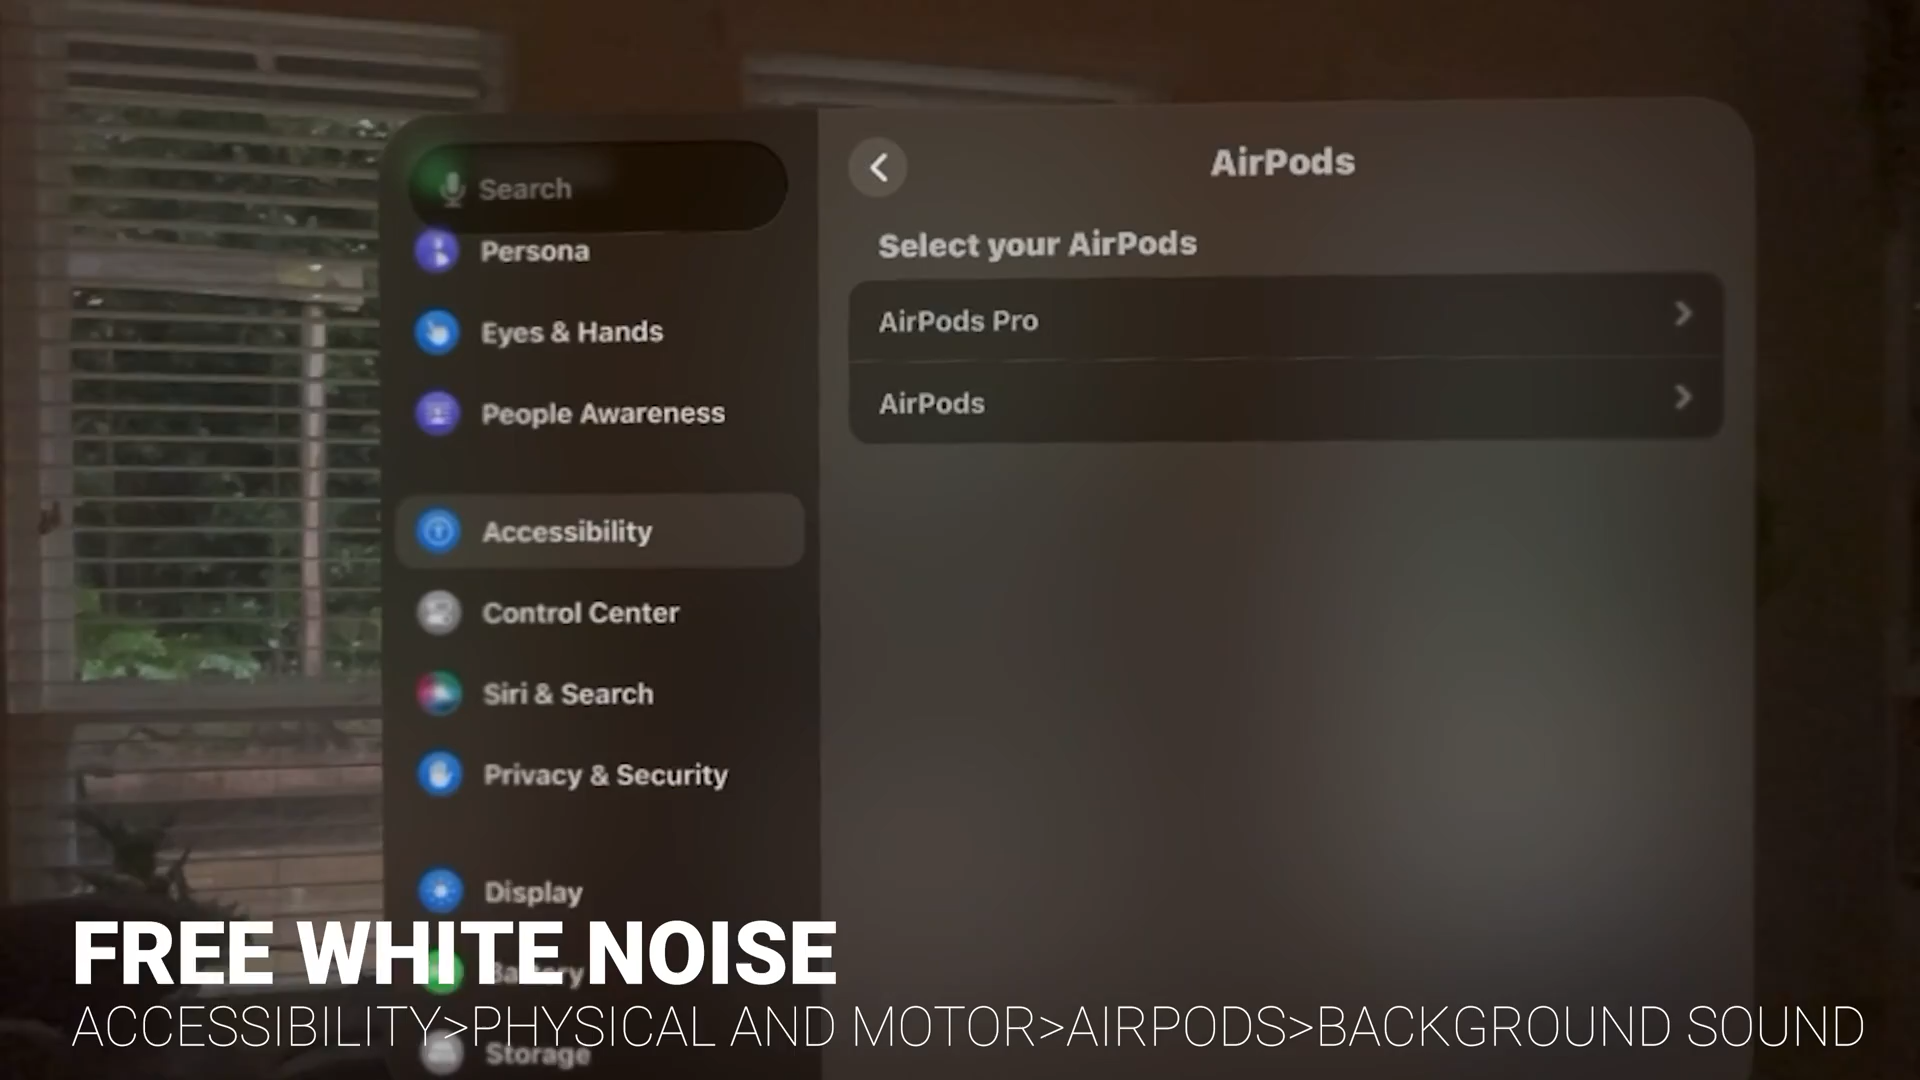 Search
Persona
Eyes & Hands
People Awareness
Accessibility
Control Center
Siri & Search
Privacy & Security
Display
Battery
Storage
AirPods
Select your AirPods
AirPods Pro
AirPods
FREE WHITE NOISE
ACCESSIBILITY>PHYSICAL AND MOTOR>AIRPODS>BACKGROUND SOUND